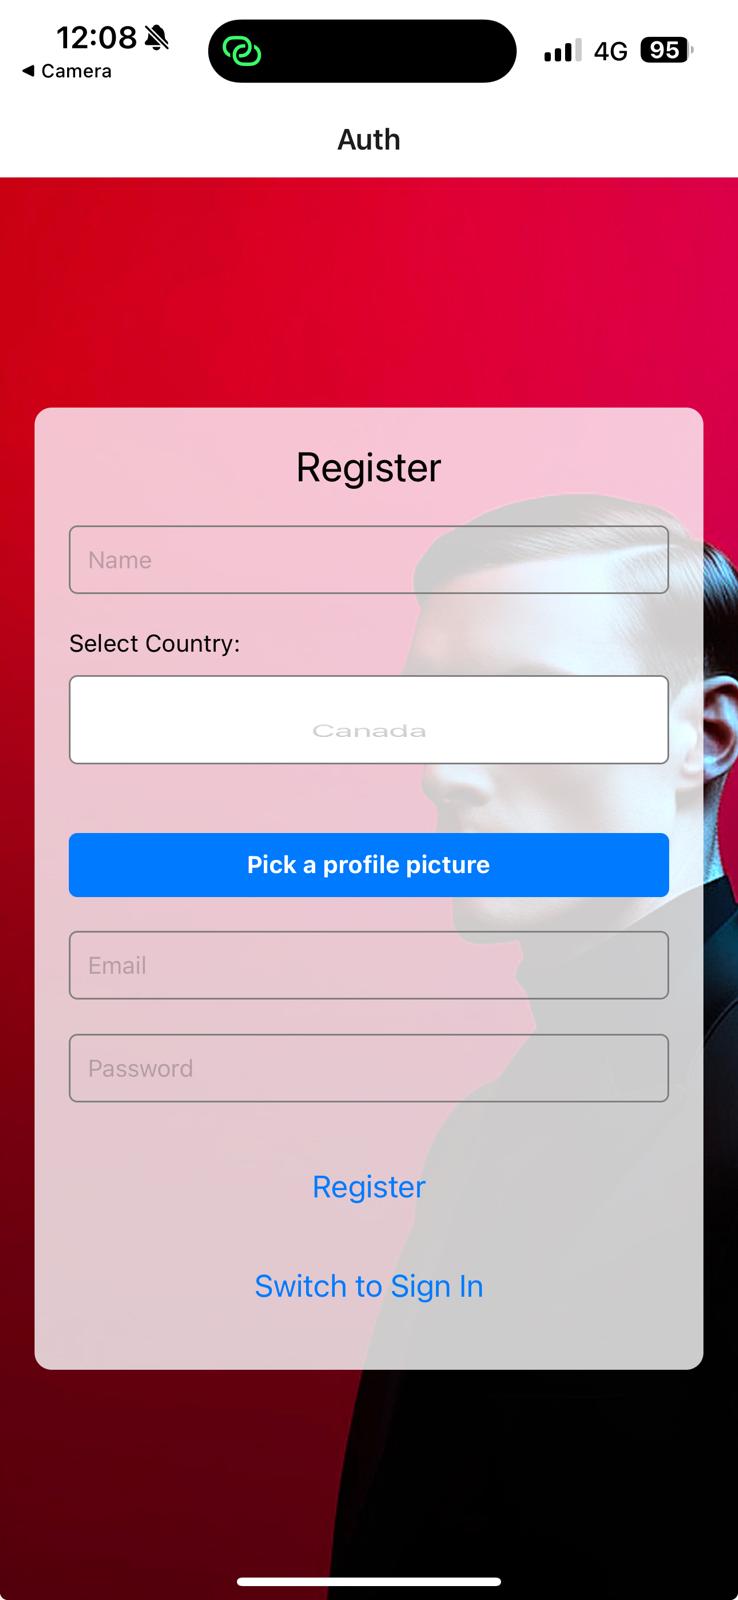 12:08
4G 95
◀ Camera
Auth
Register
Name
Select Country:
Canada
Pick a profile picture
Email
Password
Register
Switch to Sign In